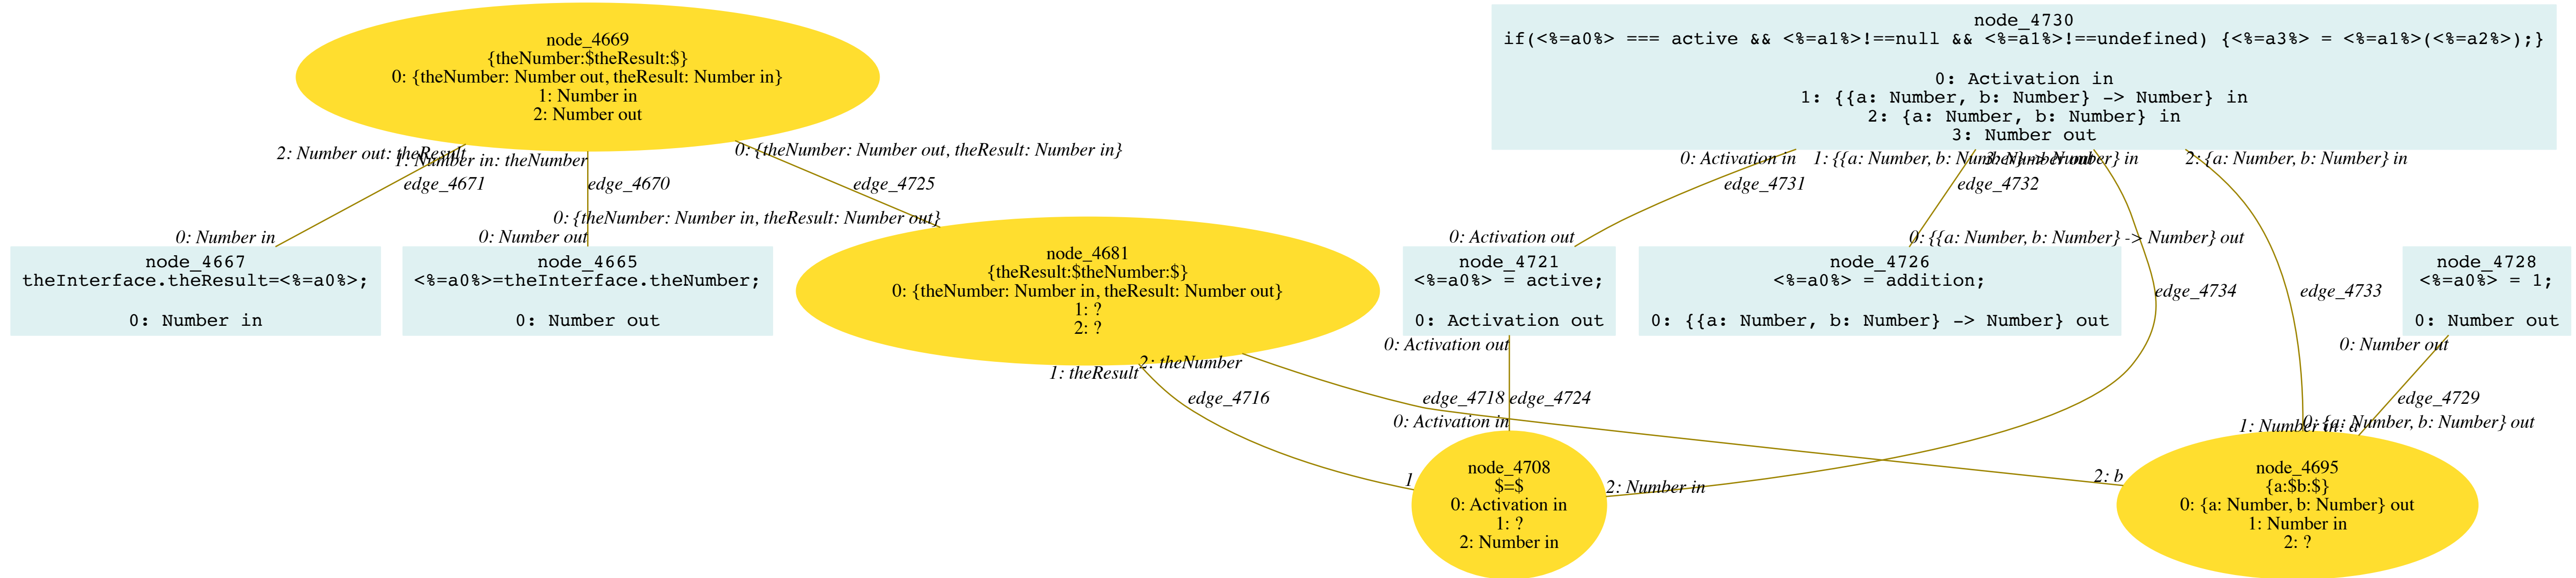 node_4669
{theNumber:$theResult:$}
0: {theNumber: Number out, theResult: Number in}
1: Number in
2: Number out
node_4730
if(<%=a0%> === active && <%=a1%>!==null && <%=a1%>!==undefined) {<%=a3%> = <%=a1%>(<%=a2%>);}
0: Activation in
1: {{a: Number, b: Number} -> Number} in
2: {a: Number, b: Number} in
3: Number out
2: Number out: theResult
1: Number in: theNumber
0: {theNumber: Number out, theResult: Number in}
0: Activation in
1: {{a: Number, b: Number} -> Number} in
3: Number out
2: {a: Number, b: Number} in
edge_4671
edge_4670
edge_4725
edge_4731
edge_4732
0: {theNumber: Number in, theResult: Number out}
0: Number in
0: Number out
0: Activation out
0: {{a: Number, b: Number} -> Number} out
node_4667
theInterface.theResult=<%=a0%>;
0: Number in
node_4665
<%=a0%>=theInterface.theNumber;
0: Number out
node_4681
{theResult:$theNumber:$}
0: {theNumber: Number in, theResult: Number out}
1: ?
2: ?
node_4721
<%=a0%> = active;
0: Activation out
node_4726
<%=a0%> = addition;
0: {{a: Number, b: Number} -> Number} out
edge_4734
edge_4733
node_4728
<%=a0%> = 1;
0: Number out
0: Activation out
0: Number out
2: theNumber
1: theResult
edge_4716
edge_4718
edge_4724
edge_4729
0: Activation in
1: Number in: a
0: {a: Number, b: Number} out
1
2: Number in
2: b
node_4708
$=$
0: Activation in
1: ?
2: Number in
node_4695
{a:$b:$}
0: {a: Number, b: Number} out
1: Number in
2: ?